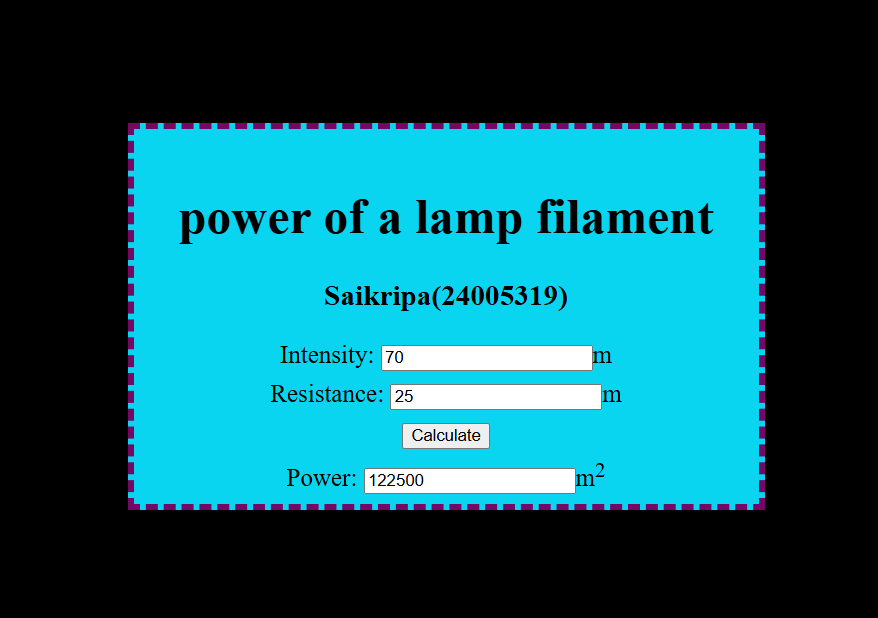 power of a lamp filament
Saikripa(24005319)
Intensity: 70 m
Resistance: 25 m
Calculate
Power: 122500 m²